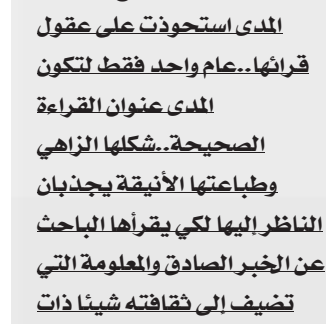 المدى استحوذت على عقول
قرائها..عام واحد فقط لتكون
المدى عنوان القراءة
الصحيحة..شكلها الزاهي
وطباعتها الأنيقة يجذبان
الناظر إليها لكي يقرأها الباحث
عن الخبر الصادق والمعلومة التي
تضيف إلى ثقافته شيئا ذات